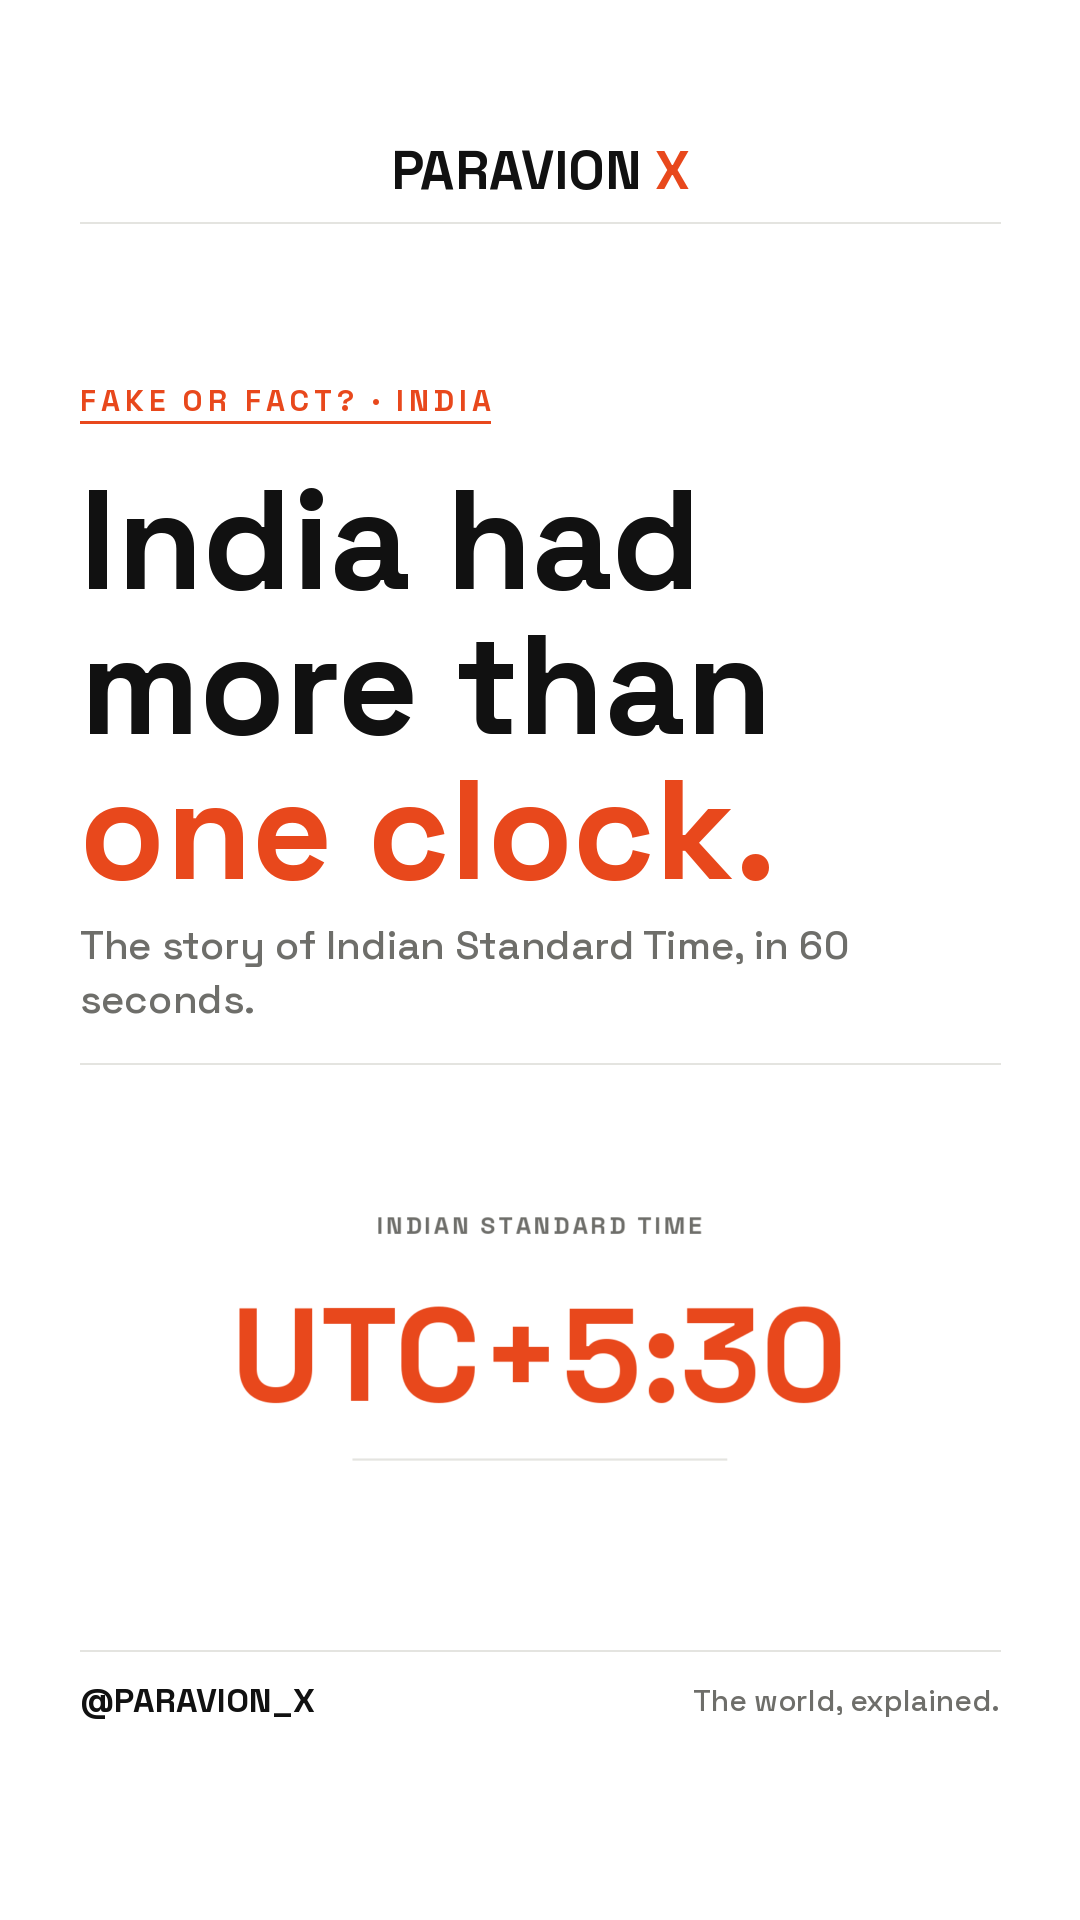 PARAVION X
FAKE OR FACT? · INDIA
India had
more than
one clock.
The story of Indian Standard Time, in 60
seconds.
INDIAN STANDARD TIME
UTC+5:30
@PARAVION_X
The world, explained.